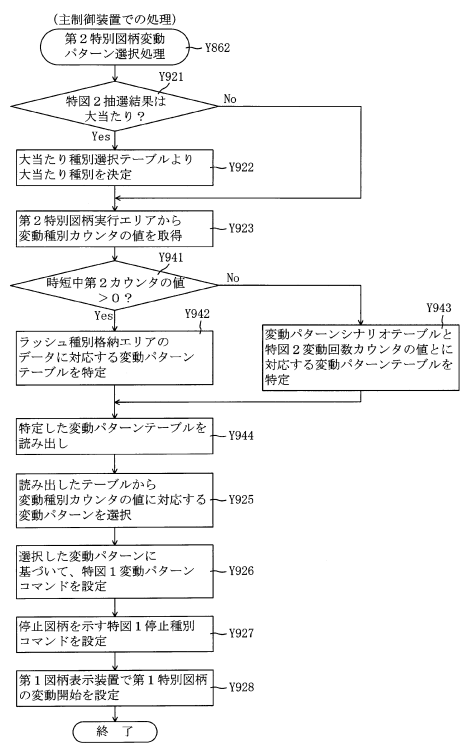 (主制御装置での処理)
第2特別図柄変動
パターン選択処理
Y862
Y921
特図2抽選結果は
大当たり？
No
Yes
大当たり種別選択テーブルより
大当たり種別を決定
Y922
第2特別図柄実行エリアから
変動種別カウンタの値を取得
Y923
Y941
時短中第2カウンタの値
＞0？
No
Yes
Y942
ラッシュ種別格納エリアの
データに対応する変動パターン
テーブルを特定
Y943
変動パターンシナリオテーブルと
特図2変動回数カウンタの値とに
対応する変動パターンテーブルを
特定
特定した変動パターンテーブルを
読み出し
Y944
読み出したテーブルから
変動種別カウンタの値に対応する
変動パターンを選択
Y925
選択した変動パターンに
基づいて、特図1変動パターン
コマンドを設定
Y926
停止図柄を示す特図1停止種別
コマンドを設定
Y927
第1図柄表示装置で第1特別図柄
の変動開始を設定
Y928
終 了